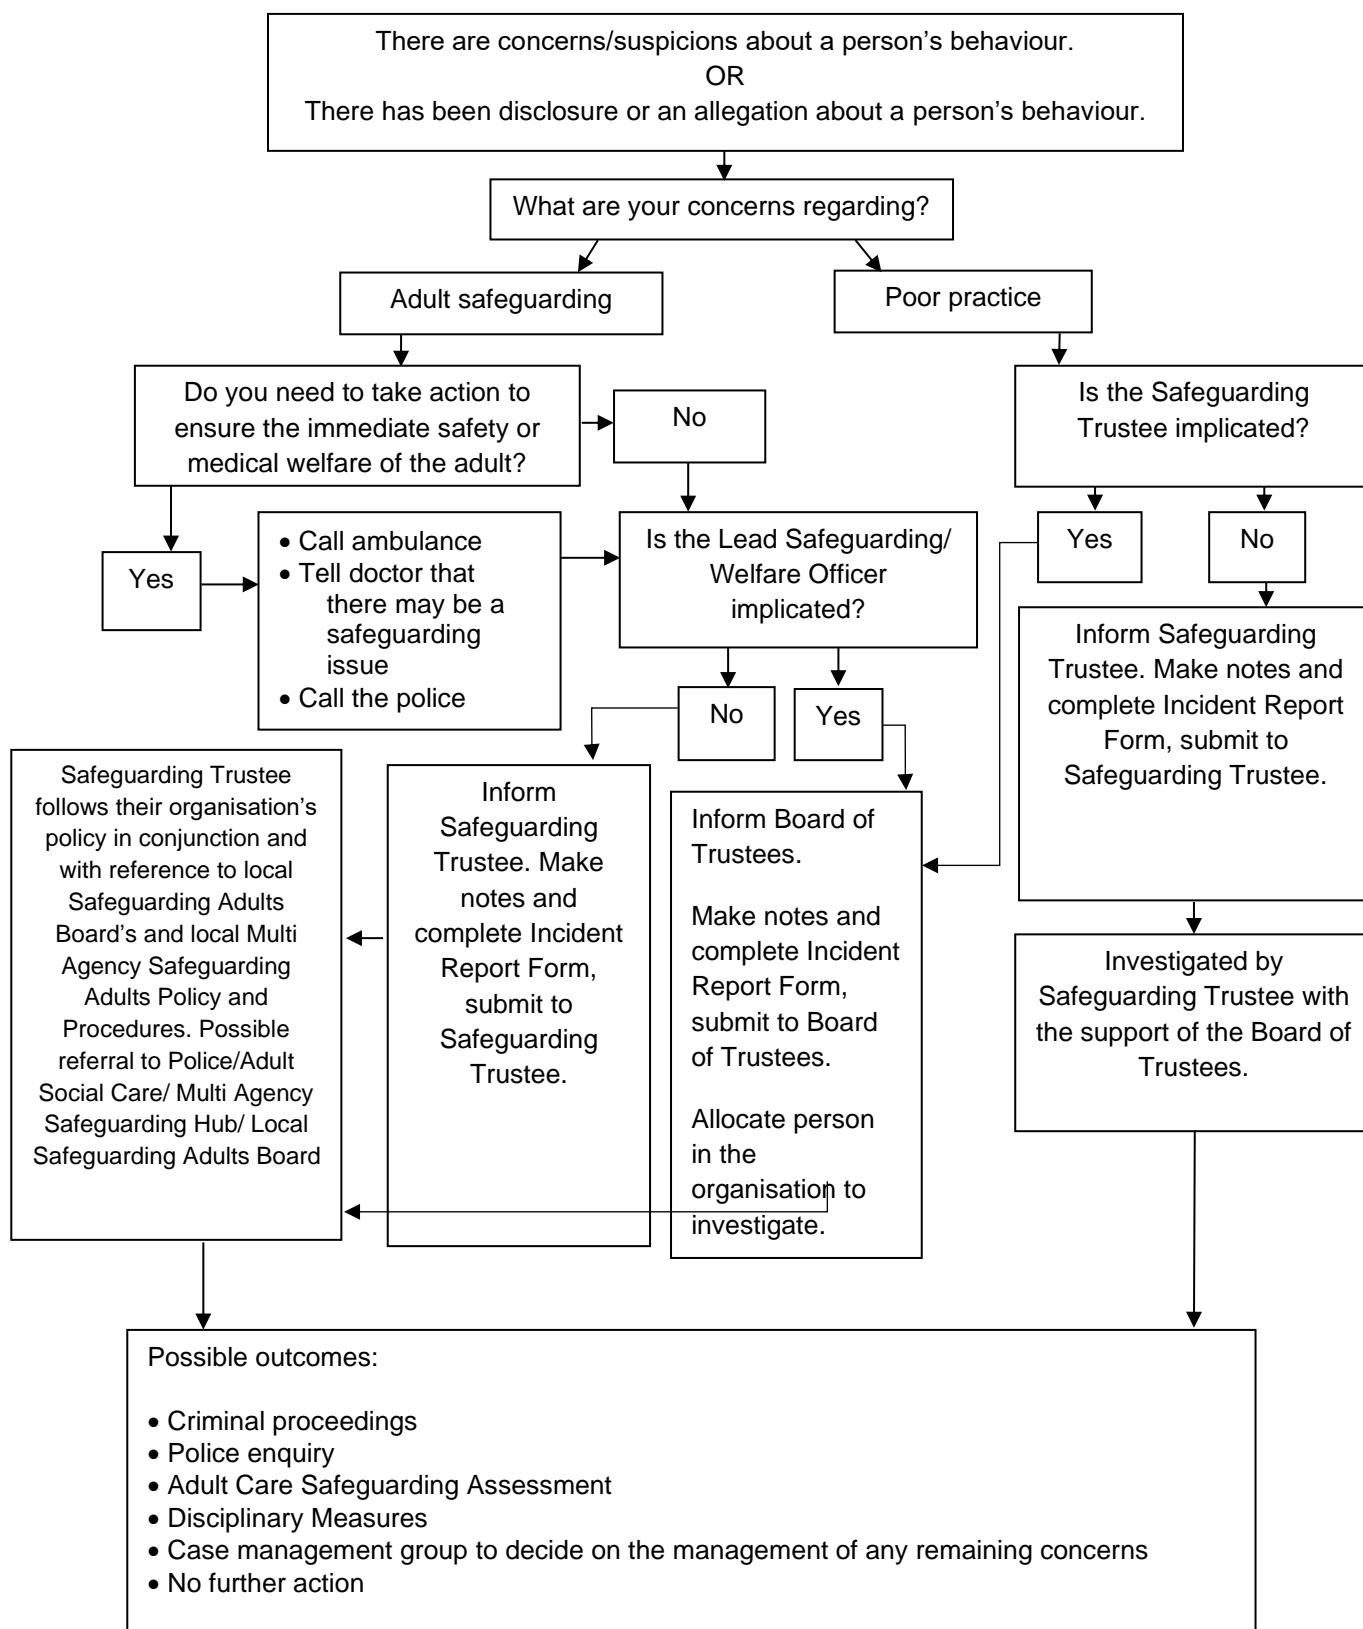 There are concerns/suspicions about a person’s behaviour.
OR
There has been disclosure or an allegation about a person’s behaviour.
What are your concerns regarding?
Adult safeguarding
Poor practice
Do you need to take action to
ensure the immediate safety or
medical welfare of the adult?
No
Is the Safeguarding
Trustee implicated?
Yes
• Call ambulance
• Tell doctor that
there may be a
safeguarding
issue
• Call the police
Is the Lead Safeguarding/
Welfare Officer
implicated?
Yes
No
No
Yes
Inform Safeguarding
Trustee. Make notes and
complete Incident Report
Form, submit to
Safeguarding Trustee.
Safeguarding Trustee
follows their organisation’s
policy in conjunction and
with reference to local
Safeguarding Adults
Board’s and local Multi
Agency Safeguarding
Adults Policy and
Procedures. Possible
referral to Police/Adult
Social Care/ Multi Agency
Safeguarding Hub/ Local
Safeguarding Adults Board
Inform
Safeguarding
Trustee. Make
notes and
complete Incident
Report Form,
submit to
Safeguarding
Trustee.
Inform Board of
Trustees.
Make notes and
complete Incident
Report Form,
submit to Board
of Trustees.
Allocate person
in the
organisation to
investigate.
Investigated by
Safeguarding Trustee with
the support of the Board of
Trustees.
Possible outcomes:
• Criminal proceedings
• Police enquiry
• Adult Care Safeguarding Assessment
• Disciplinary Measures
• Case management group to decide on the management of any remaining concerns
• No further action